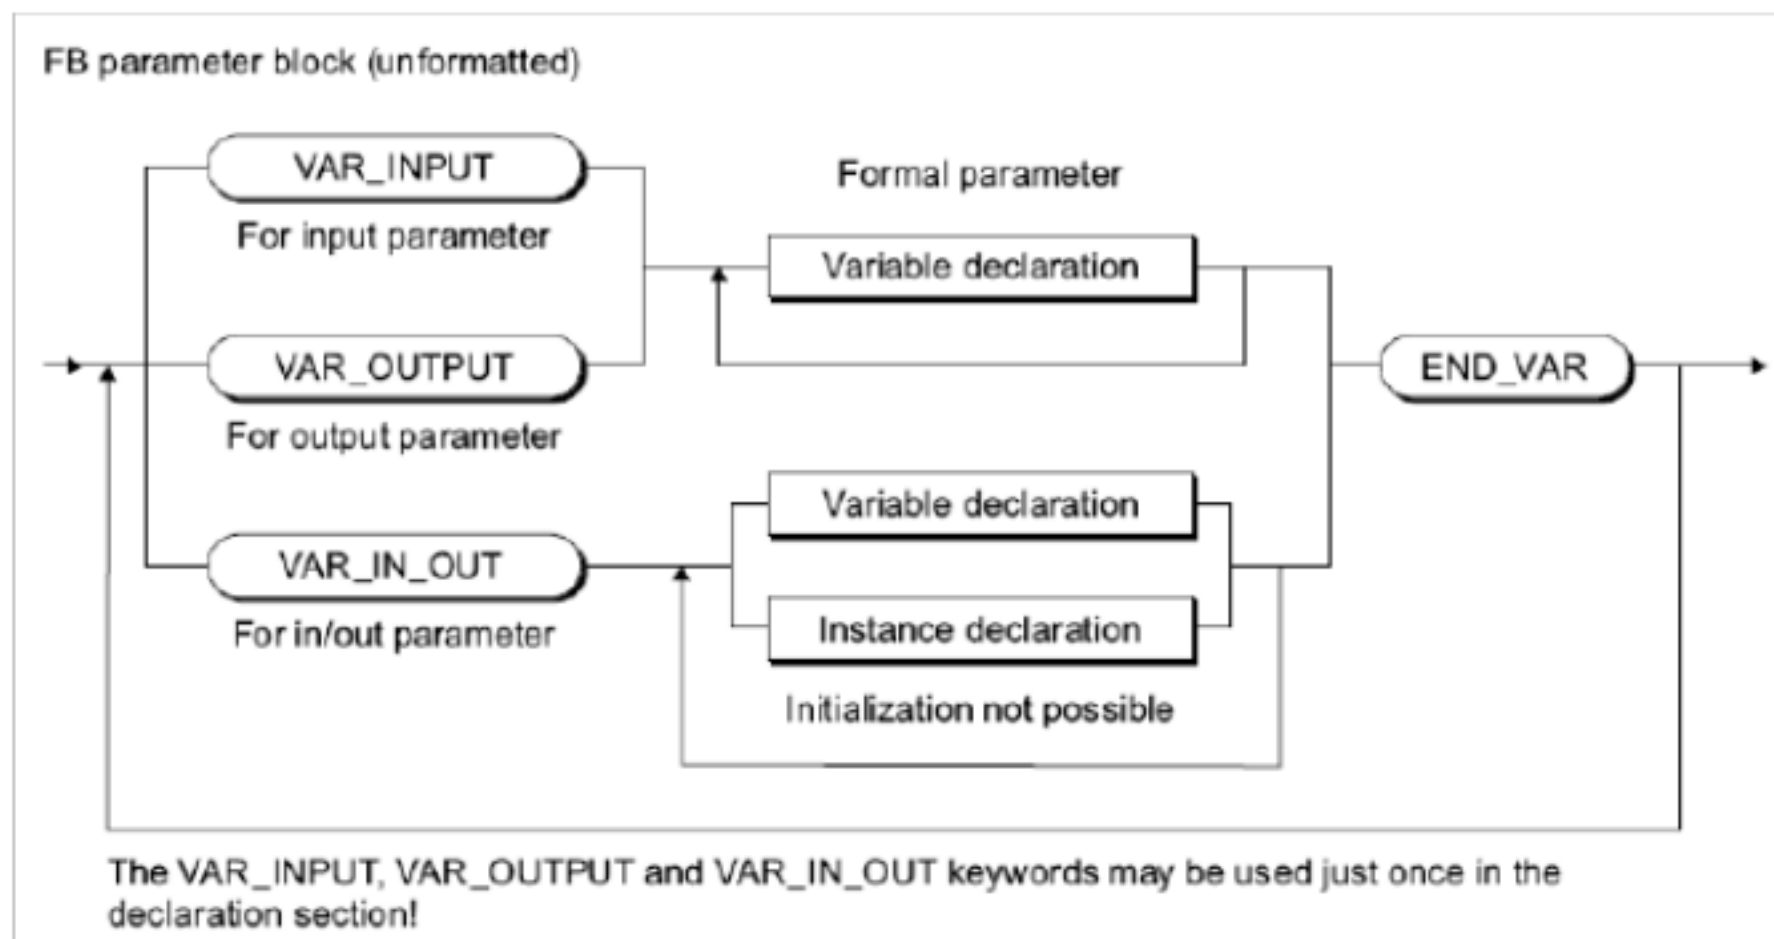 FB parameter block (unformatted)
VAR_INPUT
For input parameter
Formal parameter
Variable declaration
VAR_OUTPUT
For output parameter
END_VAR
Variable declaration
VAR_IN_OUT
For in/out parameter
Instance declaration
Initialization not possible
The VAR_INPUT, VAR_OUTPUT and VAR_IN_OUT keywords may be used just once in the
declaration section!